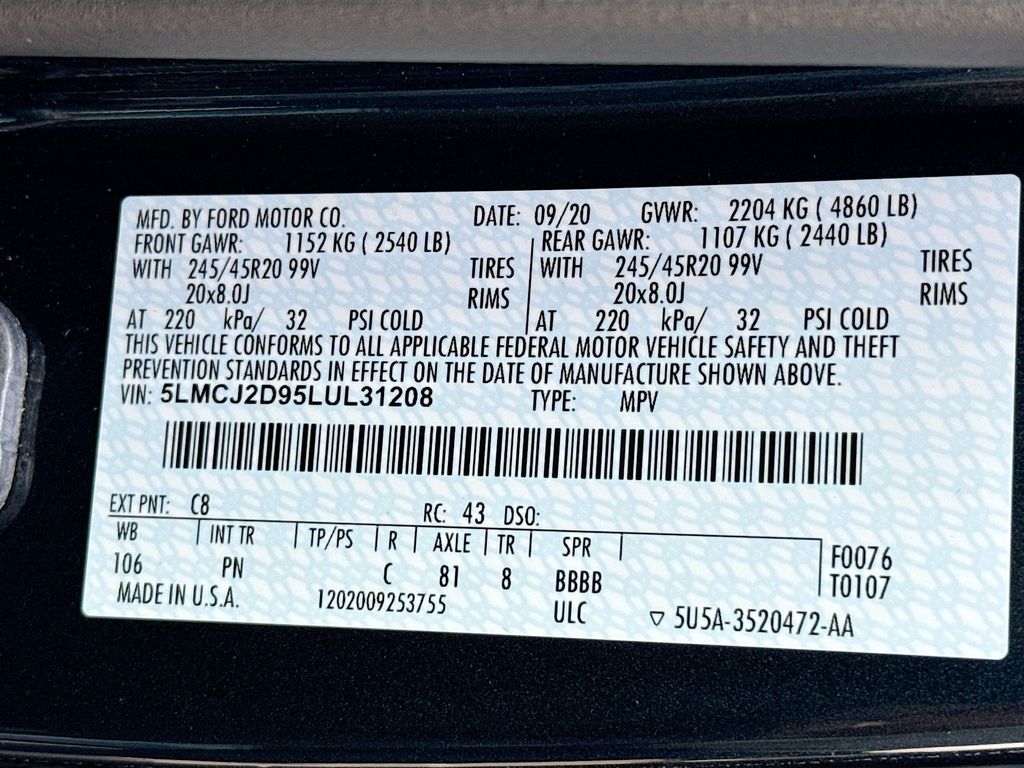 MFD. BY FORD MOTOR CO. DATE: 09/20 GVWR: 2204 KG ( 4860 LB)
FRONT GAWR: 1152 KG ( 2540 LB) REAR GAWR: 1107 KG ( 2440 LB)
WITH 245/45R20 99V TIRES WITH 245/45R20 99V TIRES
20x8.0J RIMS 20x8.0J RIMS
AT 220 kPa/ 32 PSI COLD AT 220 kPa/ 32 PSI COLD
THIS VEHICLE CONFORMS TO ALL APPLICABLE FEDERAL MOTOR VEHICLE SAFETY AND THEFT
PREVENTION STANDARDS IN EFFECT ON THE DATE OF MANUFACTURE SHOWN ABOVE.
VIN: 5LMCJ2D95LUL31208 TYPE: MPV
EXT PNT: C8 RC: 43 DSO:
WB INT TR TP/PS R AXLE TR SPR F0076
106 PN C 81 8 BBBB T0107
MADE IN U.S.A. 1202009253755 ULC ▽ 5U5A-3520472-AA